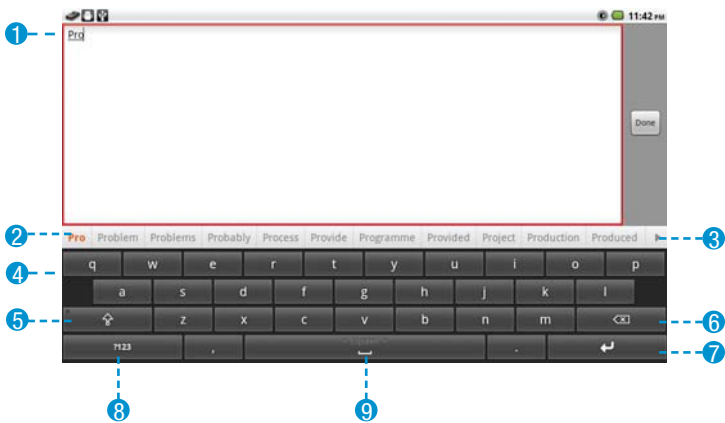 11:42 PM
1
Pro
Done
2
Pro Problem Problems Probably Process Provide Programme Provided Project Production Produced
3
q w e r t y u i o p
4
a s d f g h j k l
5
z x c v b n m
6
?123 , .
7
8
9